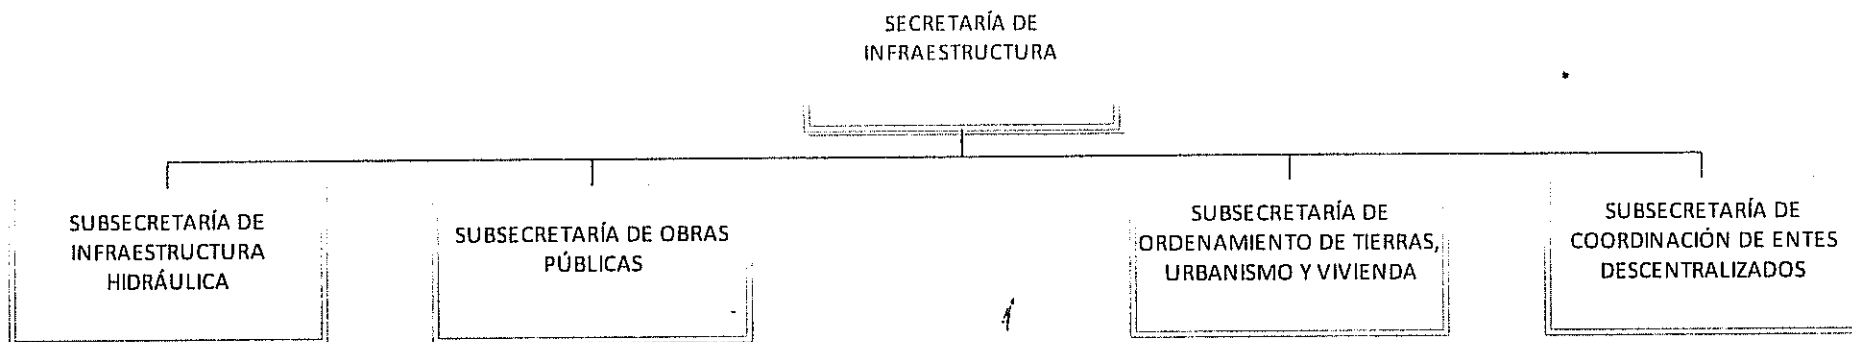 SECRETARÍA DE
INFRAESTRUCTURA
SUBSECRETARÍA DE
INFRAESTRUCTURA
HIDRÁULICA
SUBSECRETARÍA DE OBRAS
PÚBLICAS
SUBSECRETARÍA DE
ORDENAMIENTO DE TIERRAS,
URBANISMO Y VIVIENDA
SUBSECRETARÍA DE
COORDINACIÓN DE ENTES
DESCENTRALIZADOS